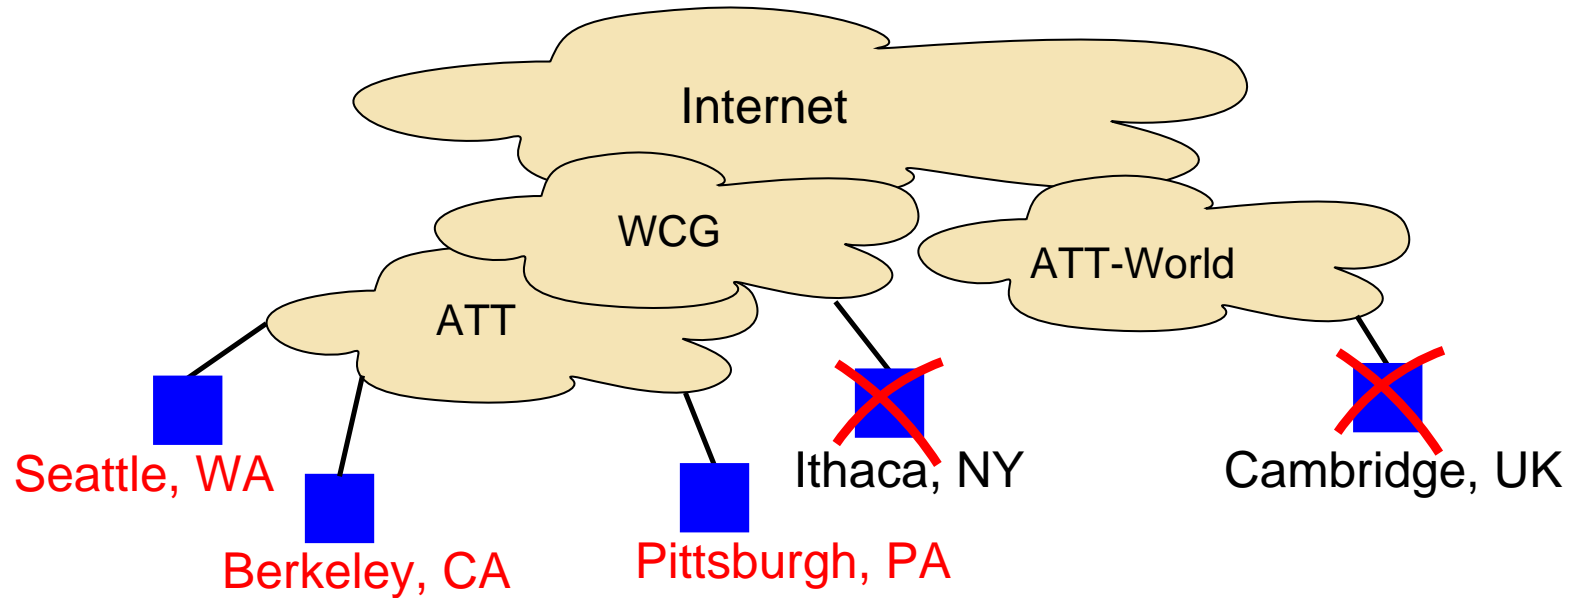 Internet
WCG
ATT-World
ATT
Seattle, WA
Ithaca, NY
Cambridge, UK
Berkeley, CA
Pittsburgh, PA